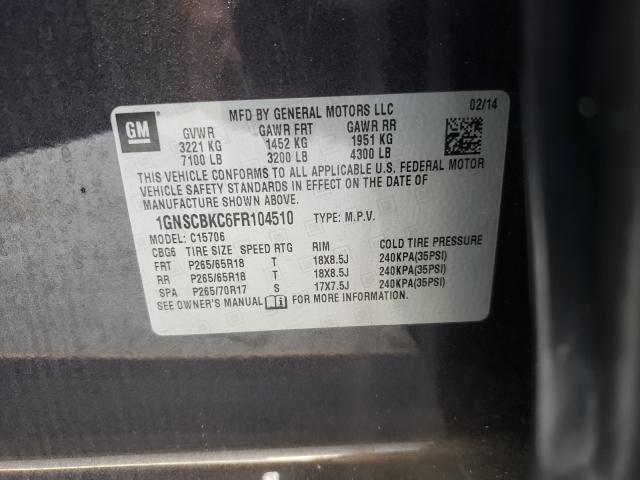 MFD BY GENERAL MOTORS LLC 02/14
GM
GVWR GAWR FRT GAWR RR
3221 KG 1452 KG 1951 KG
7100 LB 3200 LB 4300 LB
THIS VEHICLE CONFORMS TO ALL APPLICABLE U.S. FEDERAL MOTOR
VEHICLE SAFETY STANDARDS IN EFFECT ON THE DATE OF
MANUFACTURE SHOWN ABOVE.
1GNSCBKC6FR104510 TYPE: M.P.V.
MODEL: C15706
CBG6 TIRE SIZE SPEED RTG RIM COLD TIRE PRESSURE
FRT P265/65R18 T 18X8.5J 240KPA(35PSI)
RR P265/65R18 T 18X8.5J 240KPA(35PSI)
SPA P265/70R17 S 17X7.5J 240KPA(35PSI)
SEE OWNER'S MANUAL FOR MORE INFORMATION.